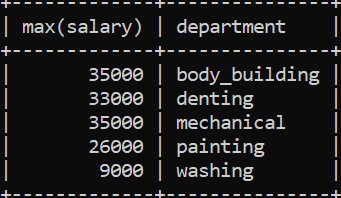 +-------------+---------------+
| max(salary) | department    |
+-------------+---------------+
|       35000 | body_building |
|       33000 | denting       |
|       35000 | mechanical    |
|       26000 | painting      |
|        9000 | washing       |
+-------------+---------------+